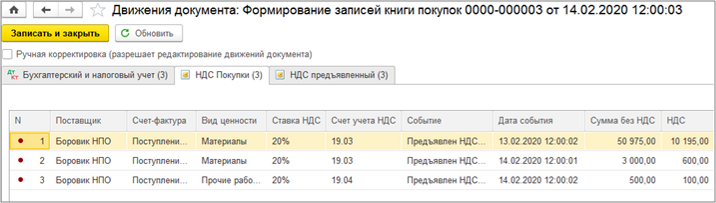 Движения документа: Формирование записей книги покупок 0000-000003 от 14.02.2020 12:00:03
Записать и закрыть Обновить
Ручная корректировка (разрешает редактирование движений документа)
Дт Кт Бухгалтерский и налоговый учет (3) НДС Покупки (3) НДС предъявленный (3)
N Поставщик Счет-фактура Вид ценности Ставка НДС Счет учета НДС Событие Дата события Сумма без НДС НДС
1 Боровик НПО Поступлени... Материалы 20% 19.03 Предъявлен НДС... 13.02.2020 12:00:02 50 975,00 10 195,00
2 Боровик НПО Поступлени... Материалы 20% 19.03 Предъявлен НДС... 14.02.2020 12:00:01 3 000,00 600,00
3 Боровик НПО Поступлени... Прочие рабо... 20% 19.04 Предъявлен НДС... 14.02.2020 12:00:02 500,00 100,00